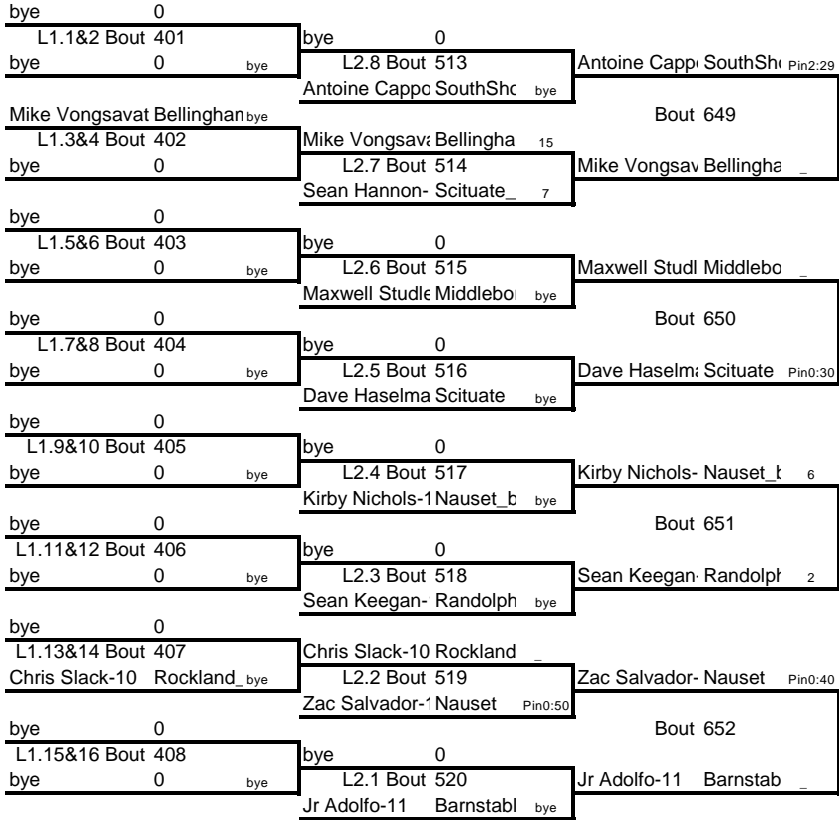 bye 0
L1.1&2 Bout 401 bye 0
bye 0 bye L2.8 Bout 513 Antoine Capp SouthSh Pin2:29
Antoine Cappo SouthSho bye
Mike Vongsavat Bellingham bye Bout 649
L1.3&4 Bout 402 Mike Vongsava Bellingha 15
bye 0 L2.7 Bout 514 Mike Vongsav Bellingha _
Sean Hannon- Scituate_ 7
bye 0
L1.5&6 Bout 403 bye 0
bye 0 bye L2.6 Bout 515 Maxwell Studl Middlebo _
Maxwell Studle Middlebo bye
bye 0 Bout 650
L1.7&8 Bout 404 bye 0
bye 0 bye L2.5 Bout 516 Dave Haselm Scituate Pin0:30
Dave Haselma Scituate bye
bye 0
L1.9&10 Bout 405 bye 0
bye 0 bye L2.4 Bout 517 Kirby Nichols- Nauset_b 6
Kirby Nichols-1 Nauset_b bye
bye 0 Bout 651
L1.11&12 Bout 406 bye 0
bye 0 bye L2.3 Bout 518 Sean Keegan- Randolph 2
Sean Keegan- Randolph bye
bye 0
L1.13&14 Bout 407 Chris Slack-10 Rockland _
Chris Slack-10 Rockland_ bye L2.2 Bout 519 Zac Salvador- Nauset Pin0:40
Zac Salvador-1 Nauset Pin0:50
bye 0 Bout 652
L1.15&16 Bout 408 bye 0
bye 0 bye L2.1 Bout 520 Jr Adolfo-11 Barnstab _
Jr Adolfo-11 Barnstabl bye